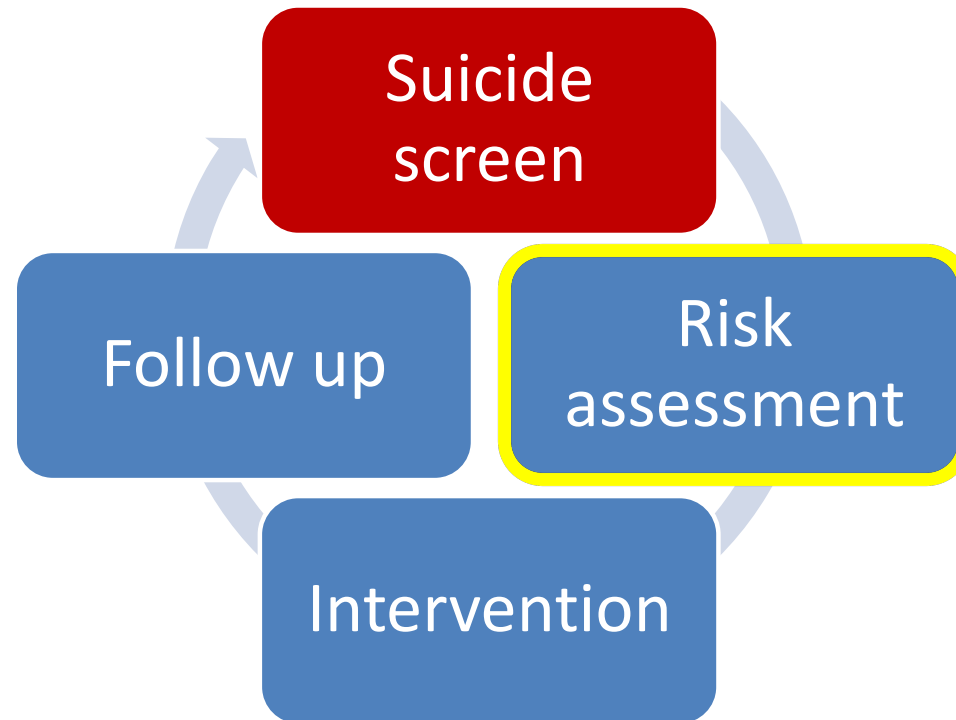 Suicide
screen
Risk
assessment
Intervention
Follow up